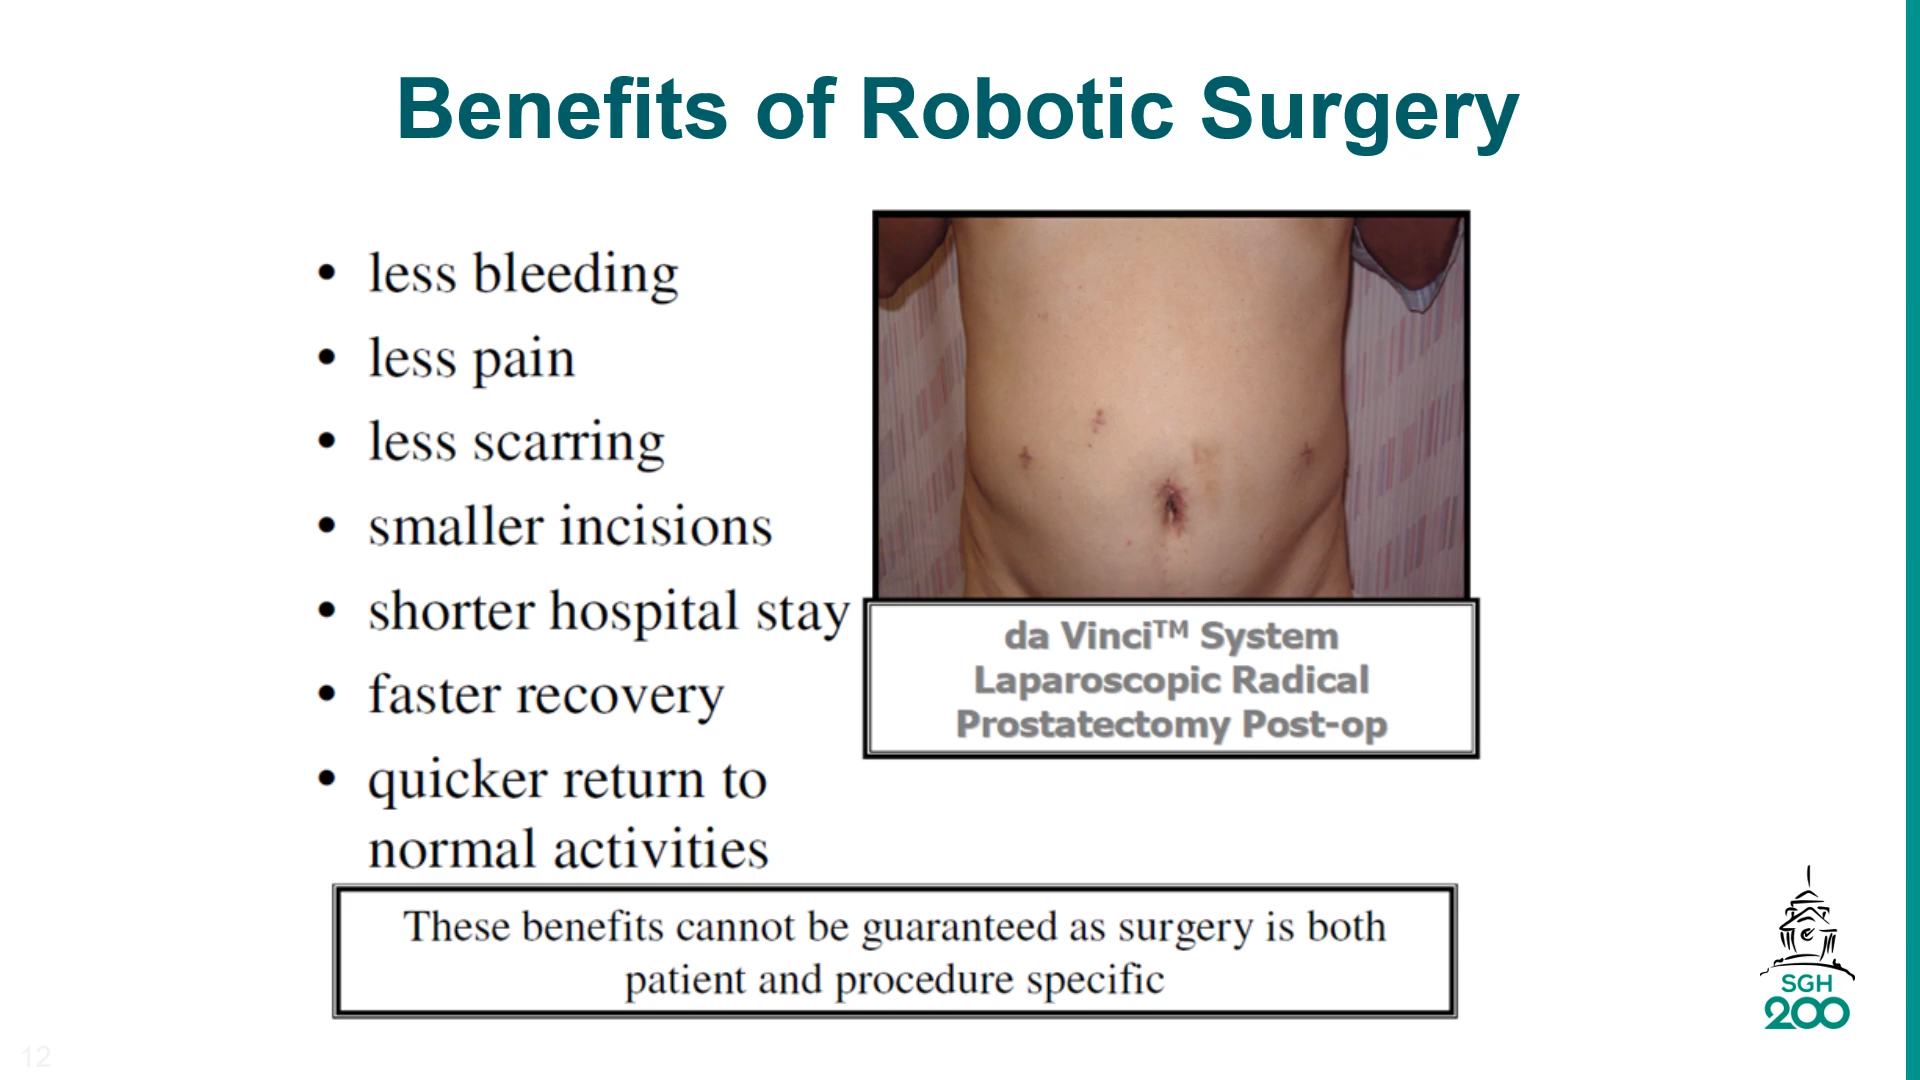 Benefits of Robotic Surgery
• less bleeding
• less pain
• less scarring
• smaller incisions
• shorter hospital stay
• faster recovery
• quicker return to
normal activities
da Vinci™ System
Laparoscopic Radical
Prostatectomy Post-op
These benefits cannot be guaranteed as surgery is both
patient and procedure specific
SGH
200
12